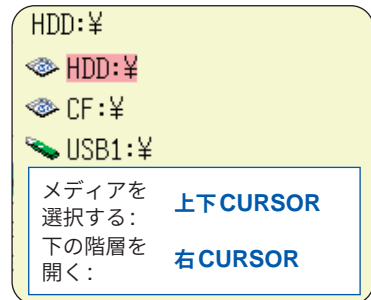 HDD:¥
HDD:¥
CF:¥
USB1:¥
メディアを
選択する：
上下CURSOR
下の階層を
開く：
右CURSOR